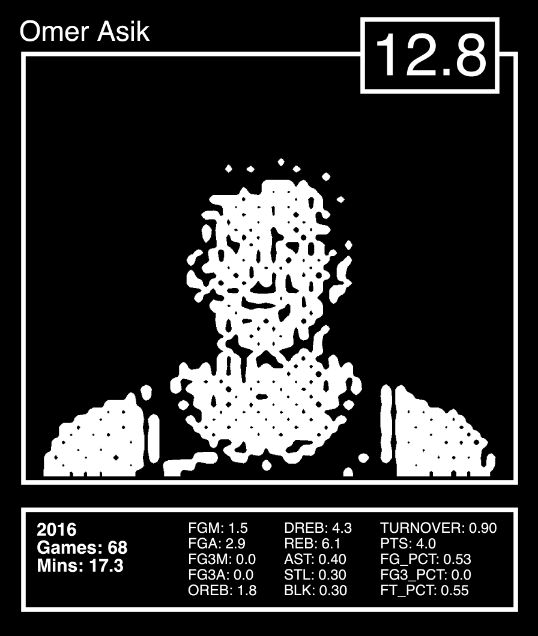 Omer Asik
12.8
2016
Games: 68
Mins: 17.3
FGM: 1.5
FGA: 2.9
FG3M: 0.0
FG3A: 0.0
OREB: 1.8
DREB: 4.3
REB: 6.1
AST: 0.40
STL: 0.30
BLK: 0.30
TURNOVER: 0.90
PTS: 4.0
FG_PCT: 0.53
FG3_PCT: 0.0
FT_PCT: 0.55